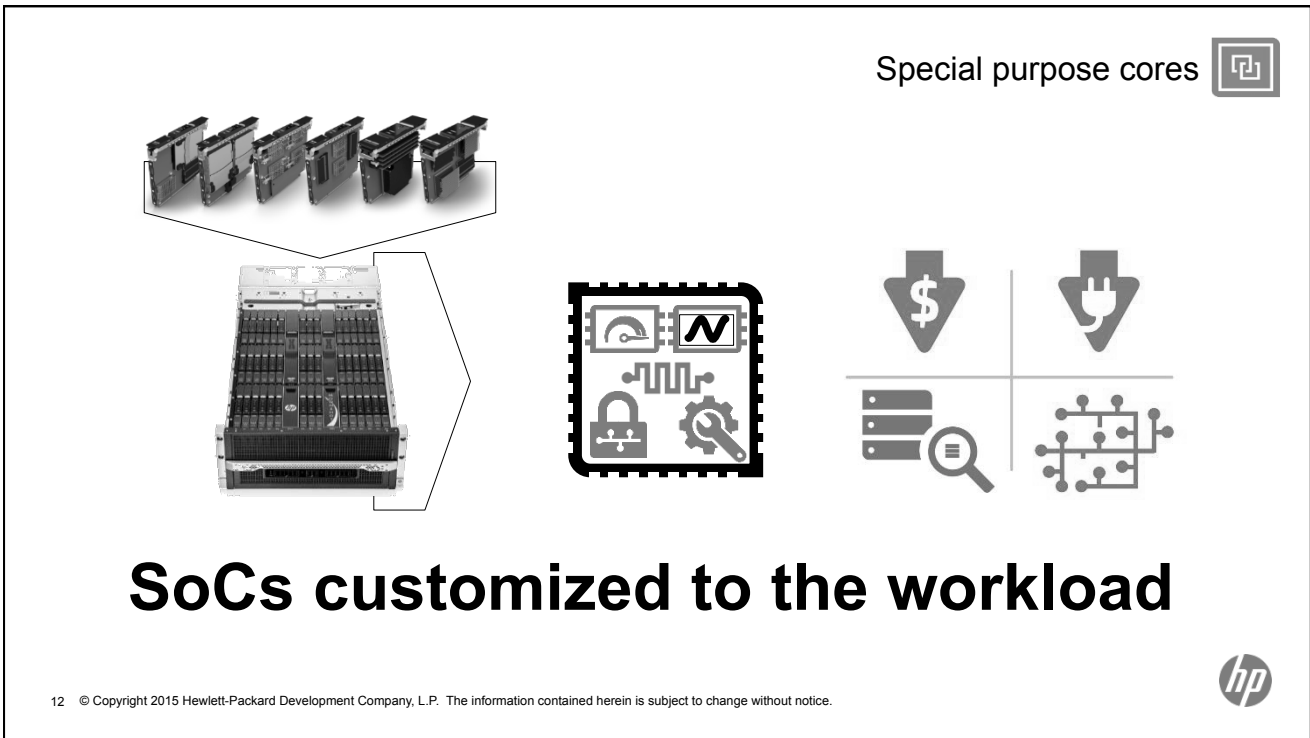 Special purpose cores
$
SoCs customized to the workload
hp
12 © Copyright 2015 Hewlett-Packard Development Company, L.P. The information contained herein is subject to change without notice.